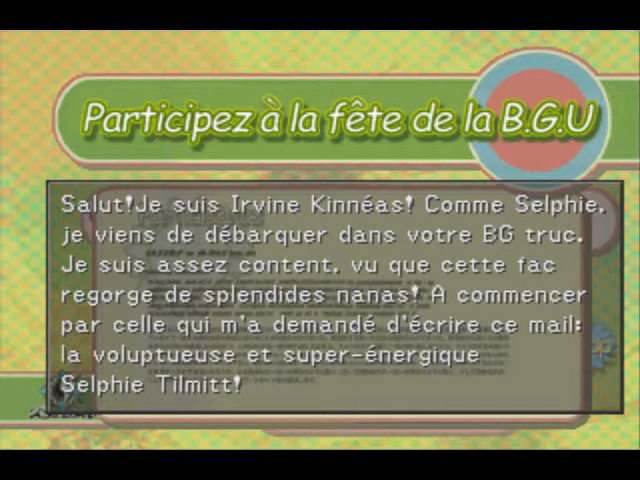 Participez à la fête de la B.G.U
Salut!Je suis Irvine Kinnéas! Comme Selphie,
je viens de débarquer dans votre BG truc.
Je suis assez content, vu que cette fac
regorge de splendides nanas! A commencer
par celle qui m'a demandé d'écrire ce mail:
la voluptueuse et super-énergique
Selphie Tilmitt!